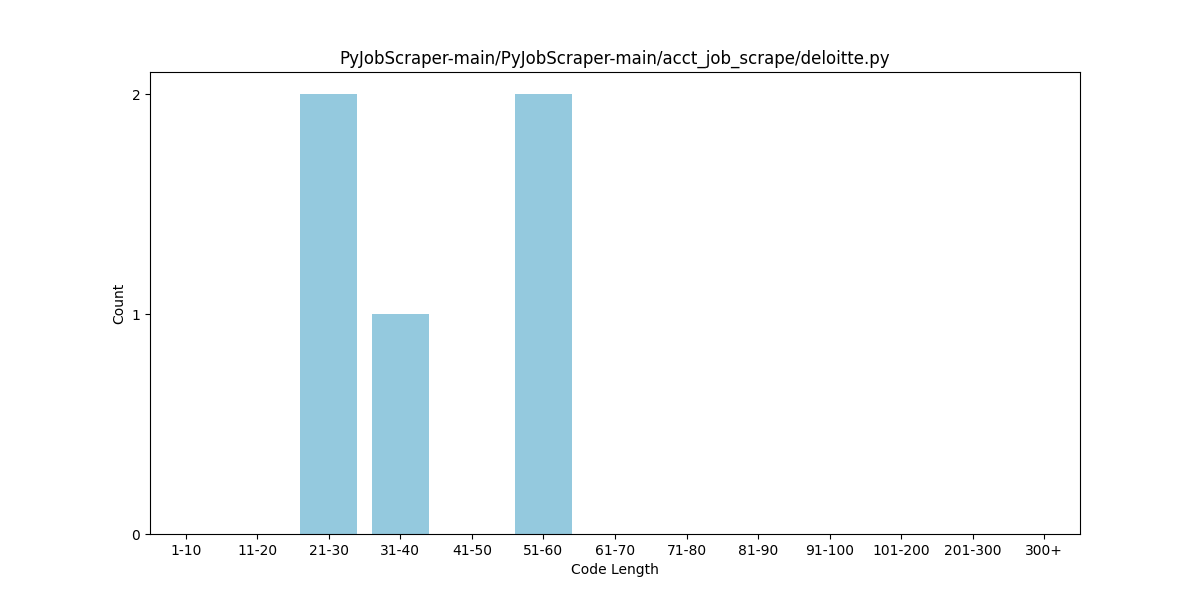 PyJobScraper-main/PyJobScraper-main/acct_job_scrape/deloitte.py
2
1
0
Count
1-10 11-20 21-30 31-40 41-50 51-60 61-70 71-80 81-90 91-100 101-200 201-300 300+
Code Length